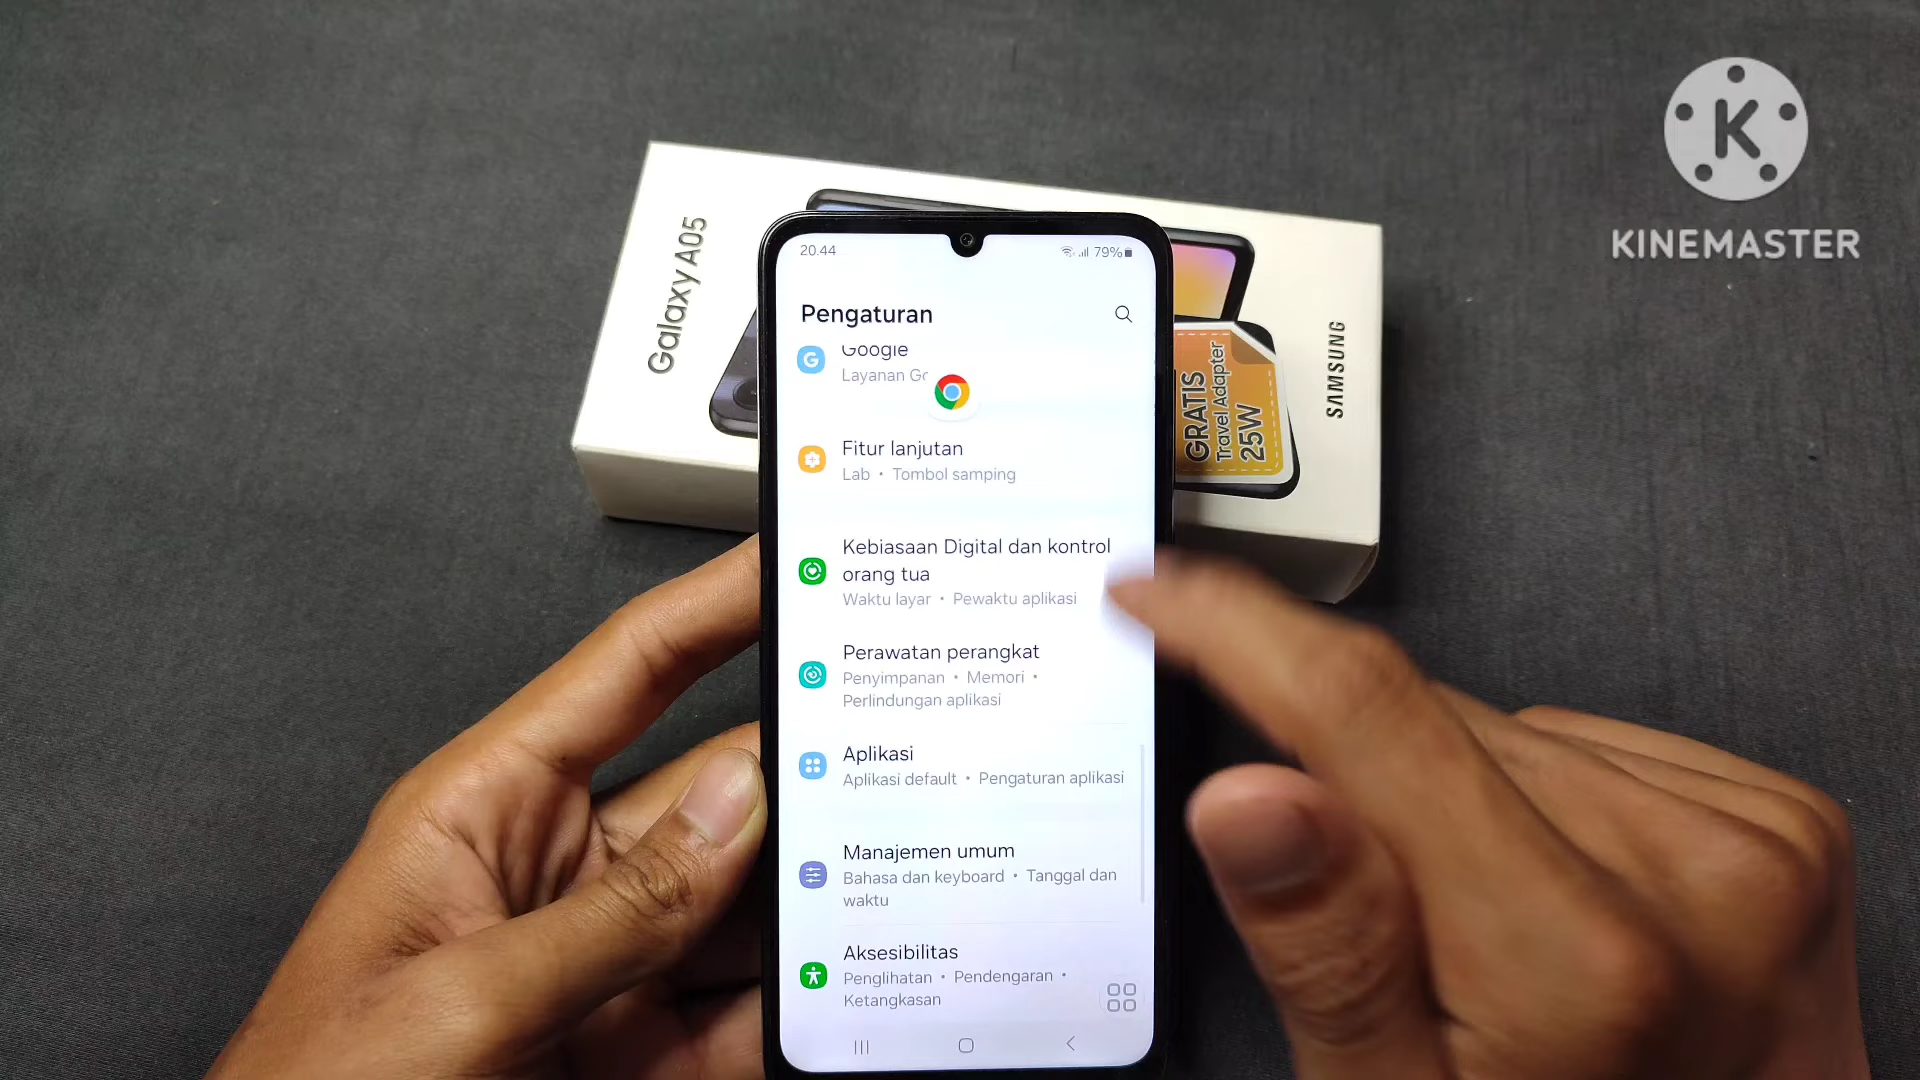 K
KINEMASTER
Galaxy A05
SAMSUNG
GRATIS
Travel Adapter
25W
20.44
79%
Pengaturan
G
Google
Layanan Go
Fitur lanjutan
Lab • Tombol samping
Kebiasaan Digital dan kontrol
orang tua
Waktu layar • Pewaktu aplikasi
Perawatan perangkat
Penyimpanan • Memori •
Perlindungan aplikasi
Aplikasi
Aplikasi default • Pengaturan aplikasi
Manajemen umum
Bahasa dan keyboard • Tanggal dan
waktu
Aksesibilitas
Penglihatan • Pendengaran •
Ketangkasan